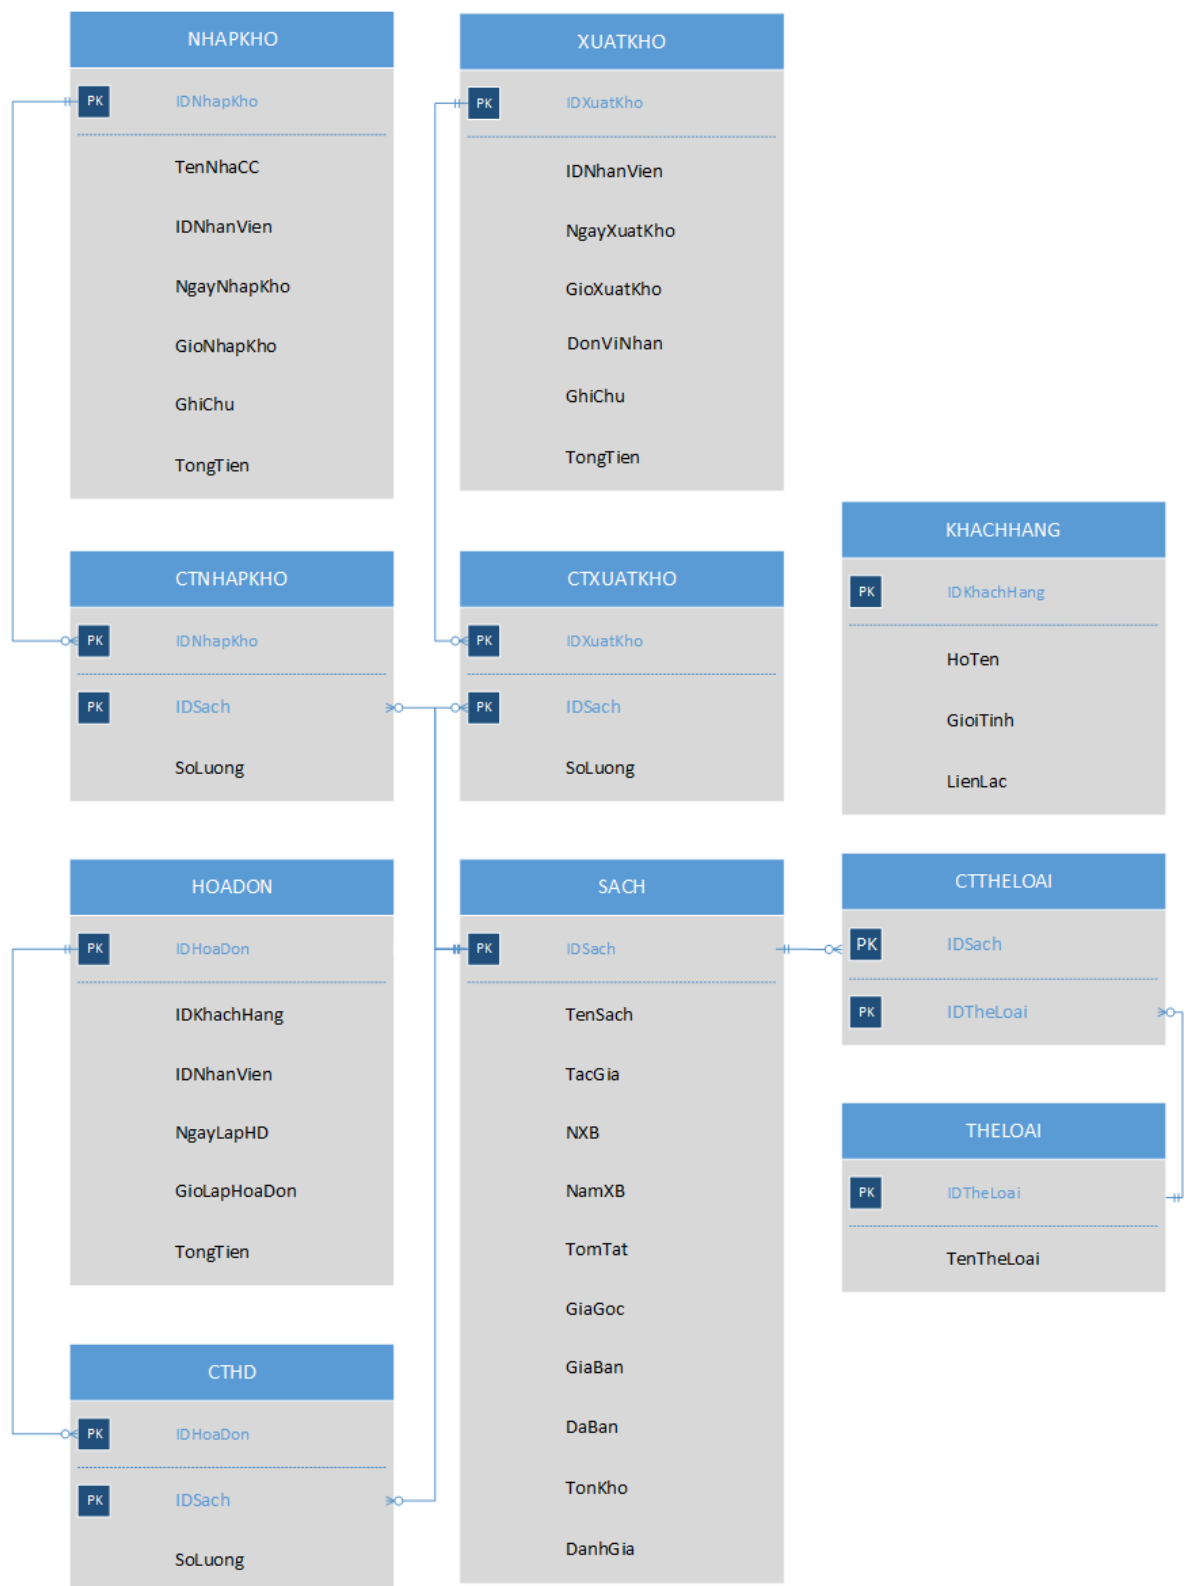 NHAPKHO
PK IDNhapKho
TenNhaCC
IDNhanVien
NgayNhapKho
GioNhapKho
GhiChu
TongTien
XUATKHO
PK IDXuatKho
IDNhanVien
NgayXuatKho
GioXuatKho
DonViNhan
GhiChu
TongTien
CTNHAPKHO
PK IDNhapKho
PK IDSach
SoLuong
CTXUATKHO
PK IDXuatKho
PK IDSach
SoLuong
KHACHHANG
PK IDKhachHang
HoTen
GioiTinh
LienLac
HOADON
PK IDHoaDon
IDKhachHang
IDNhanVien
NgayLapHD
GioLapHoaDon
TongTien
SACH
PK IDSach
TenSach
TacGia
NXB
NamXB
TomTat
GiaGoc
GiaBan
DaBan
TonKho
DanhGia
CTTHELOAI
PK IDSach
PK IDTheLoai
THELOAI
PK IDTheLoai
TenTheLoai
CTHD
PK IDHoaDon
PK IDSach
SoLuong